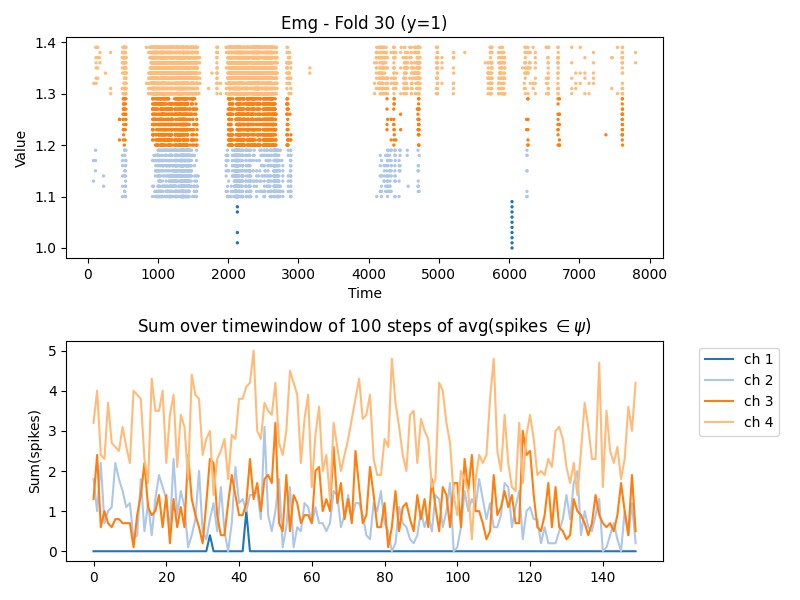 Emg - Fold 30 (y=1)
Value
1.4
1.3
1.2
1.1
1.0
0 1000 2000 3000 4000 5000 6000 7000 8000
Time
Sum over timewindow of 100 steps of avg(spikes ∈ ψ)
Sum(spikes)
5
4
3
2
1
0
0 20 40 60 80 100 120 140
ch 1
ch 2
ch 3
ch 4